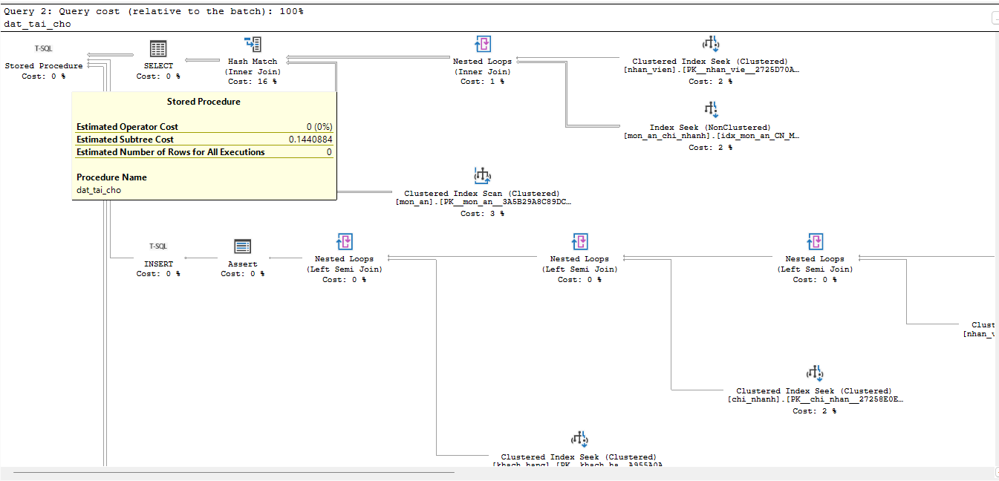 Query 2: Query cost (relative to the batch): 100%
dat_tai_cho
T-SQL
Stored Procedure
Cost: 0 %
SELECT
Cost: 0 %
Hash Match
(Inner Join)
Cost: 16 %
Nested Loops
(Inner Join)
Cost: 1 %
Clustered Index Seek (Clustered)
[nhan_vien].[PK__nhan_vie__2725D70A…
Cost: 2 %
Index Seek (NonClustered)
[mon_an_chi_nhanh].[idx_mon_an_CN_M…
Cost: 2 %
Stored Procedure
Estimated Operator Cost 0 (0%)
Estimated Subtree Cost 0.1440884
Estimated Number of Rows for All Executions 0
Procedure Name
dat_tai_cho
Clustered Index Scan (Clustered)
[mon_an].[PK__mon_an__3A5B29A8C89DC…
Cost: 3 %
T-SQL
INSERT
Cost: 0 %
Assert
Cost: 0 %
Nested Loops
(Left Semi Join)
Cost: 0 %
Nested Loops
(Left Semi Join)
Cost: 0 %
Nested Loops
(Left Semi Join)
Cost: 0 %
Clust
[nhan_v
Clustered Index Seek (Clustered)
[chi_nhanh].[PK__chi_nhan__27258E0E…
Cost: 2 %
Clustered Index Seek (Clustered)
[khach_hang].[PK__khach_ha__A955A0A